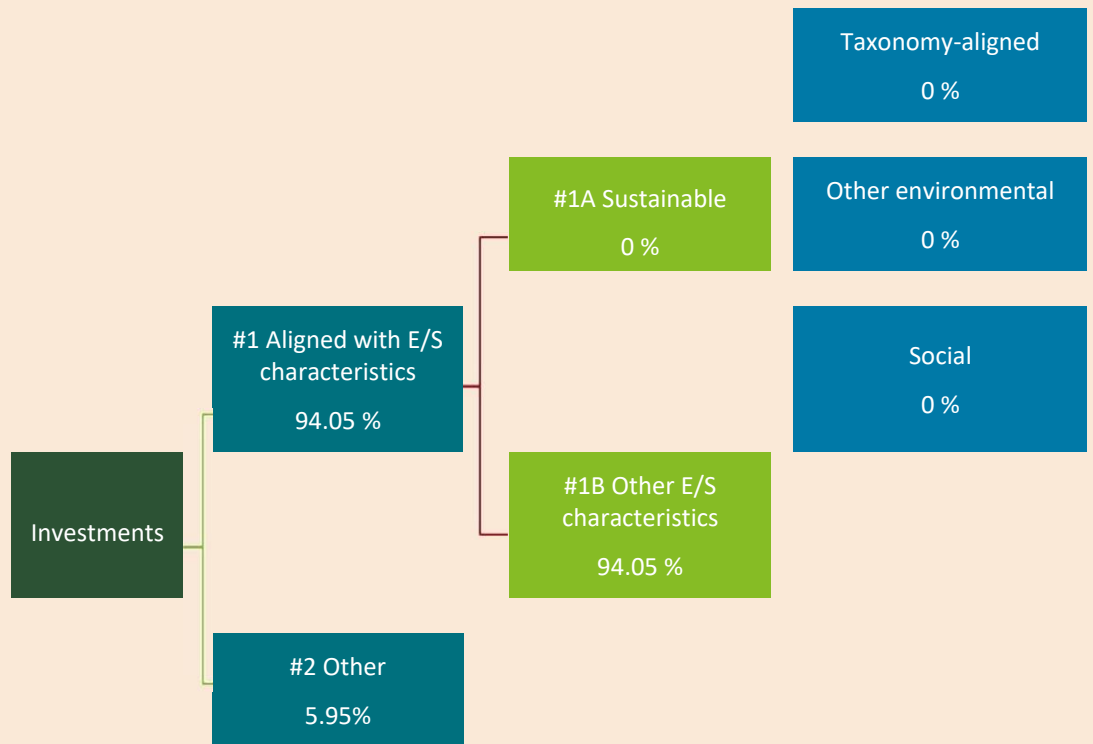 Investments
#1 Aligned with E/S
characteristics
94.05 %
#2 Other
5.95%
#1A Sustainable
0 %
#1B Other E/S
characteristics
94.05 %
Taxonomy-aligned
0 %
Other environmental
0 %
Social
0 %